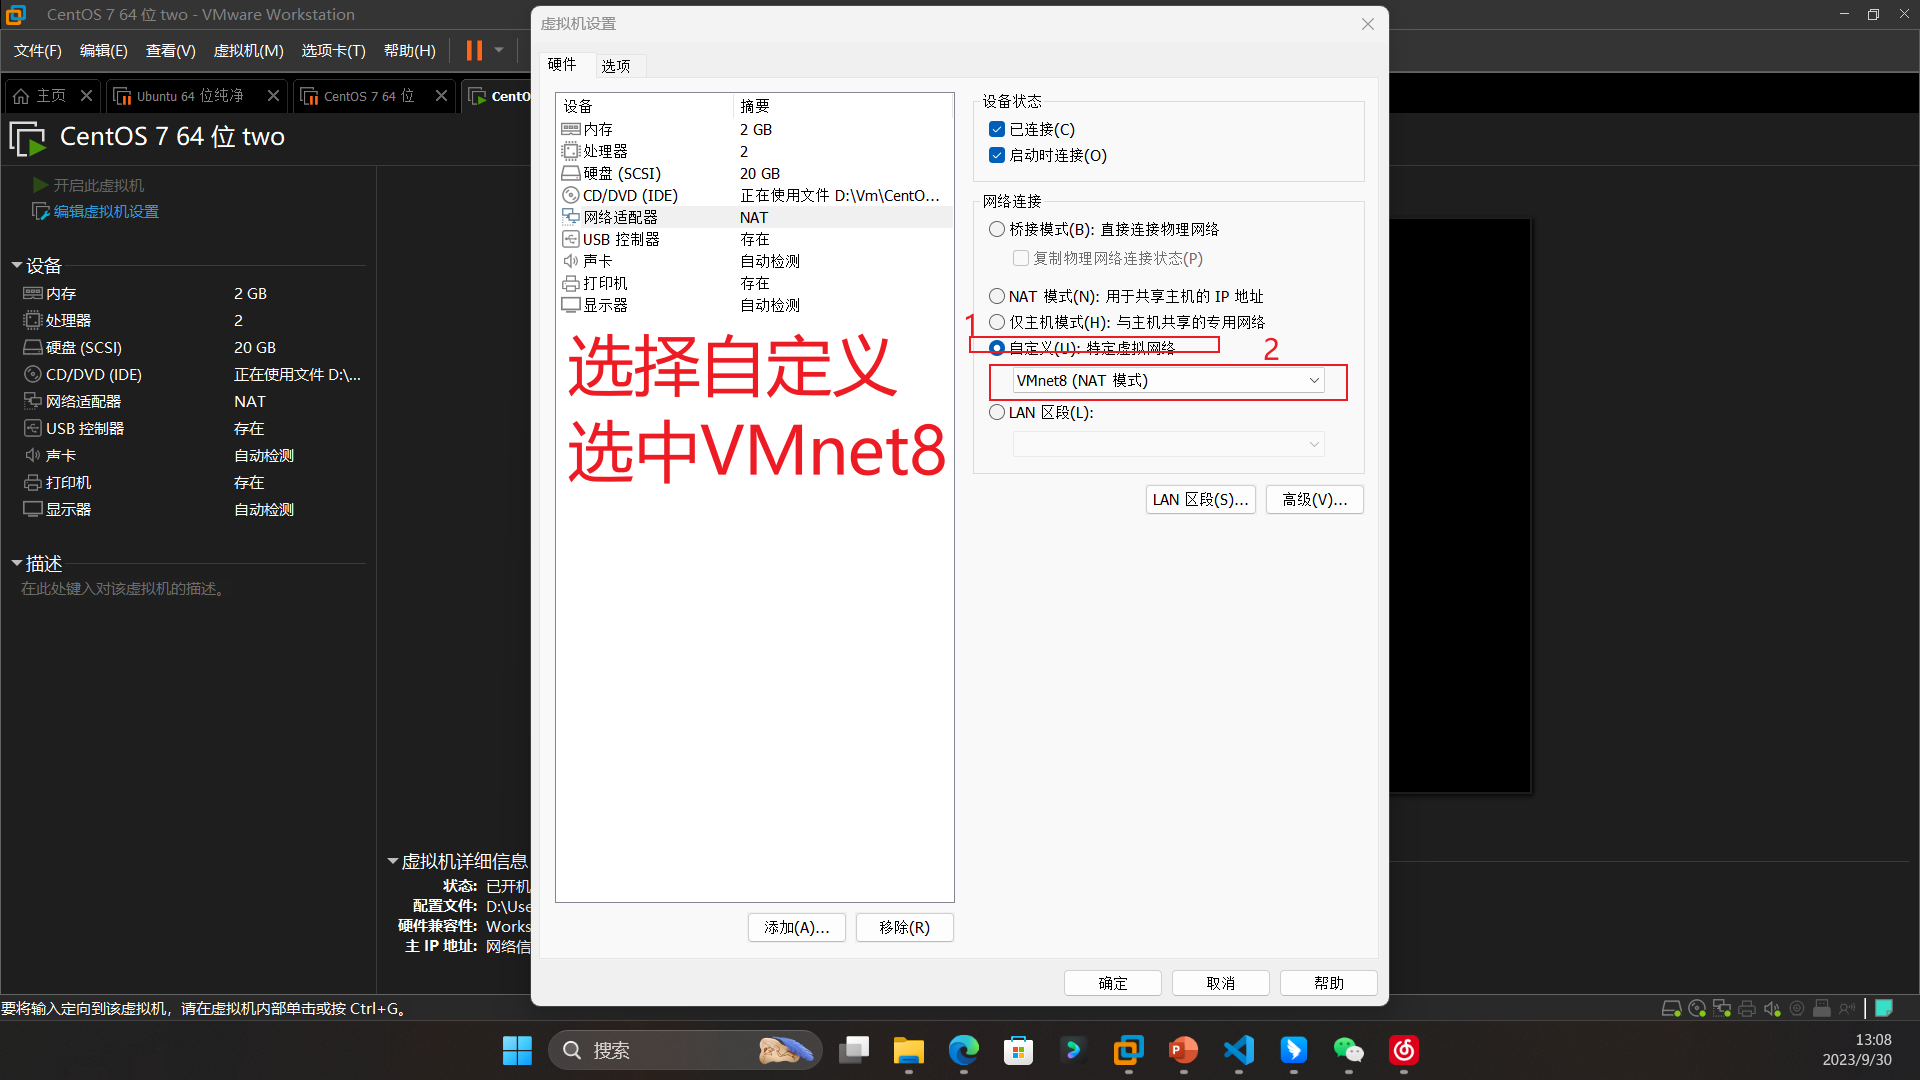 CentOS 7 64 位 two - VMware Workstation
文件(F) 编辑(E) 查看(V) 虚拟机(M) 选项卡(T) 帮助(H)
主页 Ubuntu 64 位纯净 CentOS 7 64 位 CentO
CentOS 7 64 位 two
开启此虚拟机
编辑虚拟机设置
设备
内存 2 GB
处理器 2
硬盘 (SCSI) 20 GB
CD/DVD (IDE) 正在使用文件 D:\...
网络适配器 NAT
USB 控制器 存在
声卡 自动检测
打印机 存在
显示器 自动检测
描述
在此处键入对该虚拟机的描述。
虚拟机详细信息
状态: 已开机
配置文件: D:\Use
硬件兼容性: Works
主 IP 地址: 网络信
虚拟机设置
硬件 选项
设备 摘要
内存 2 GB
处理器 2
硬盘 (SCSI) 20 GB
CD/DVD (IDE) 正在使用文件 D:\Vm\CentO...
网络适配器 NAT
USB 控制器 存在
声卡 自动检测
打印机 存在
显示器 自动检测
选择自定义
选中VMnet8
添加(A)... 移除(R)
设备状态
已连接(C)
启动时连接(O)
网络连接
桥接模式(B): 直接连接物理网络
复制物理网络连接状态(P)
NAT 模式(N): 用于共享主机的 IP 地址
仅主机模式(H): 与主机共享的专用网络
1
自定义(U): 特定虚拟网络
2
VMnet8 (NAT 模式)
LAN 区段(L):
LAN 区段(S)... 高级(V)...
确定 取消 帮助
要将输入定向到该虚拟机，请在虚拟机内部单击或按 Ctrl+G。
搜索
13:08
2023/9/30